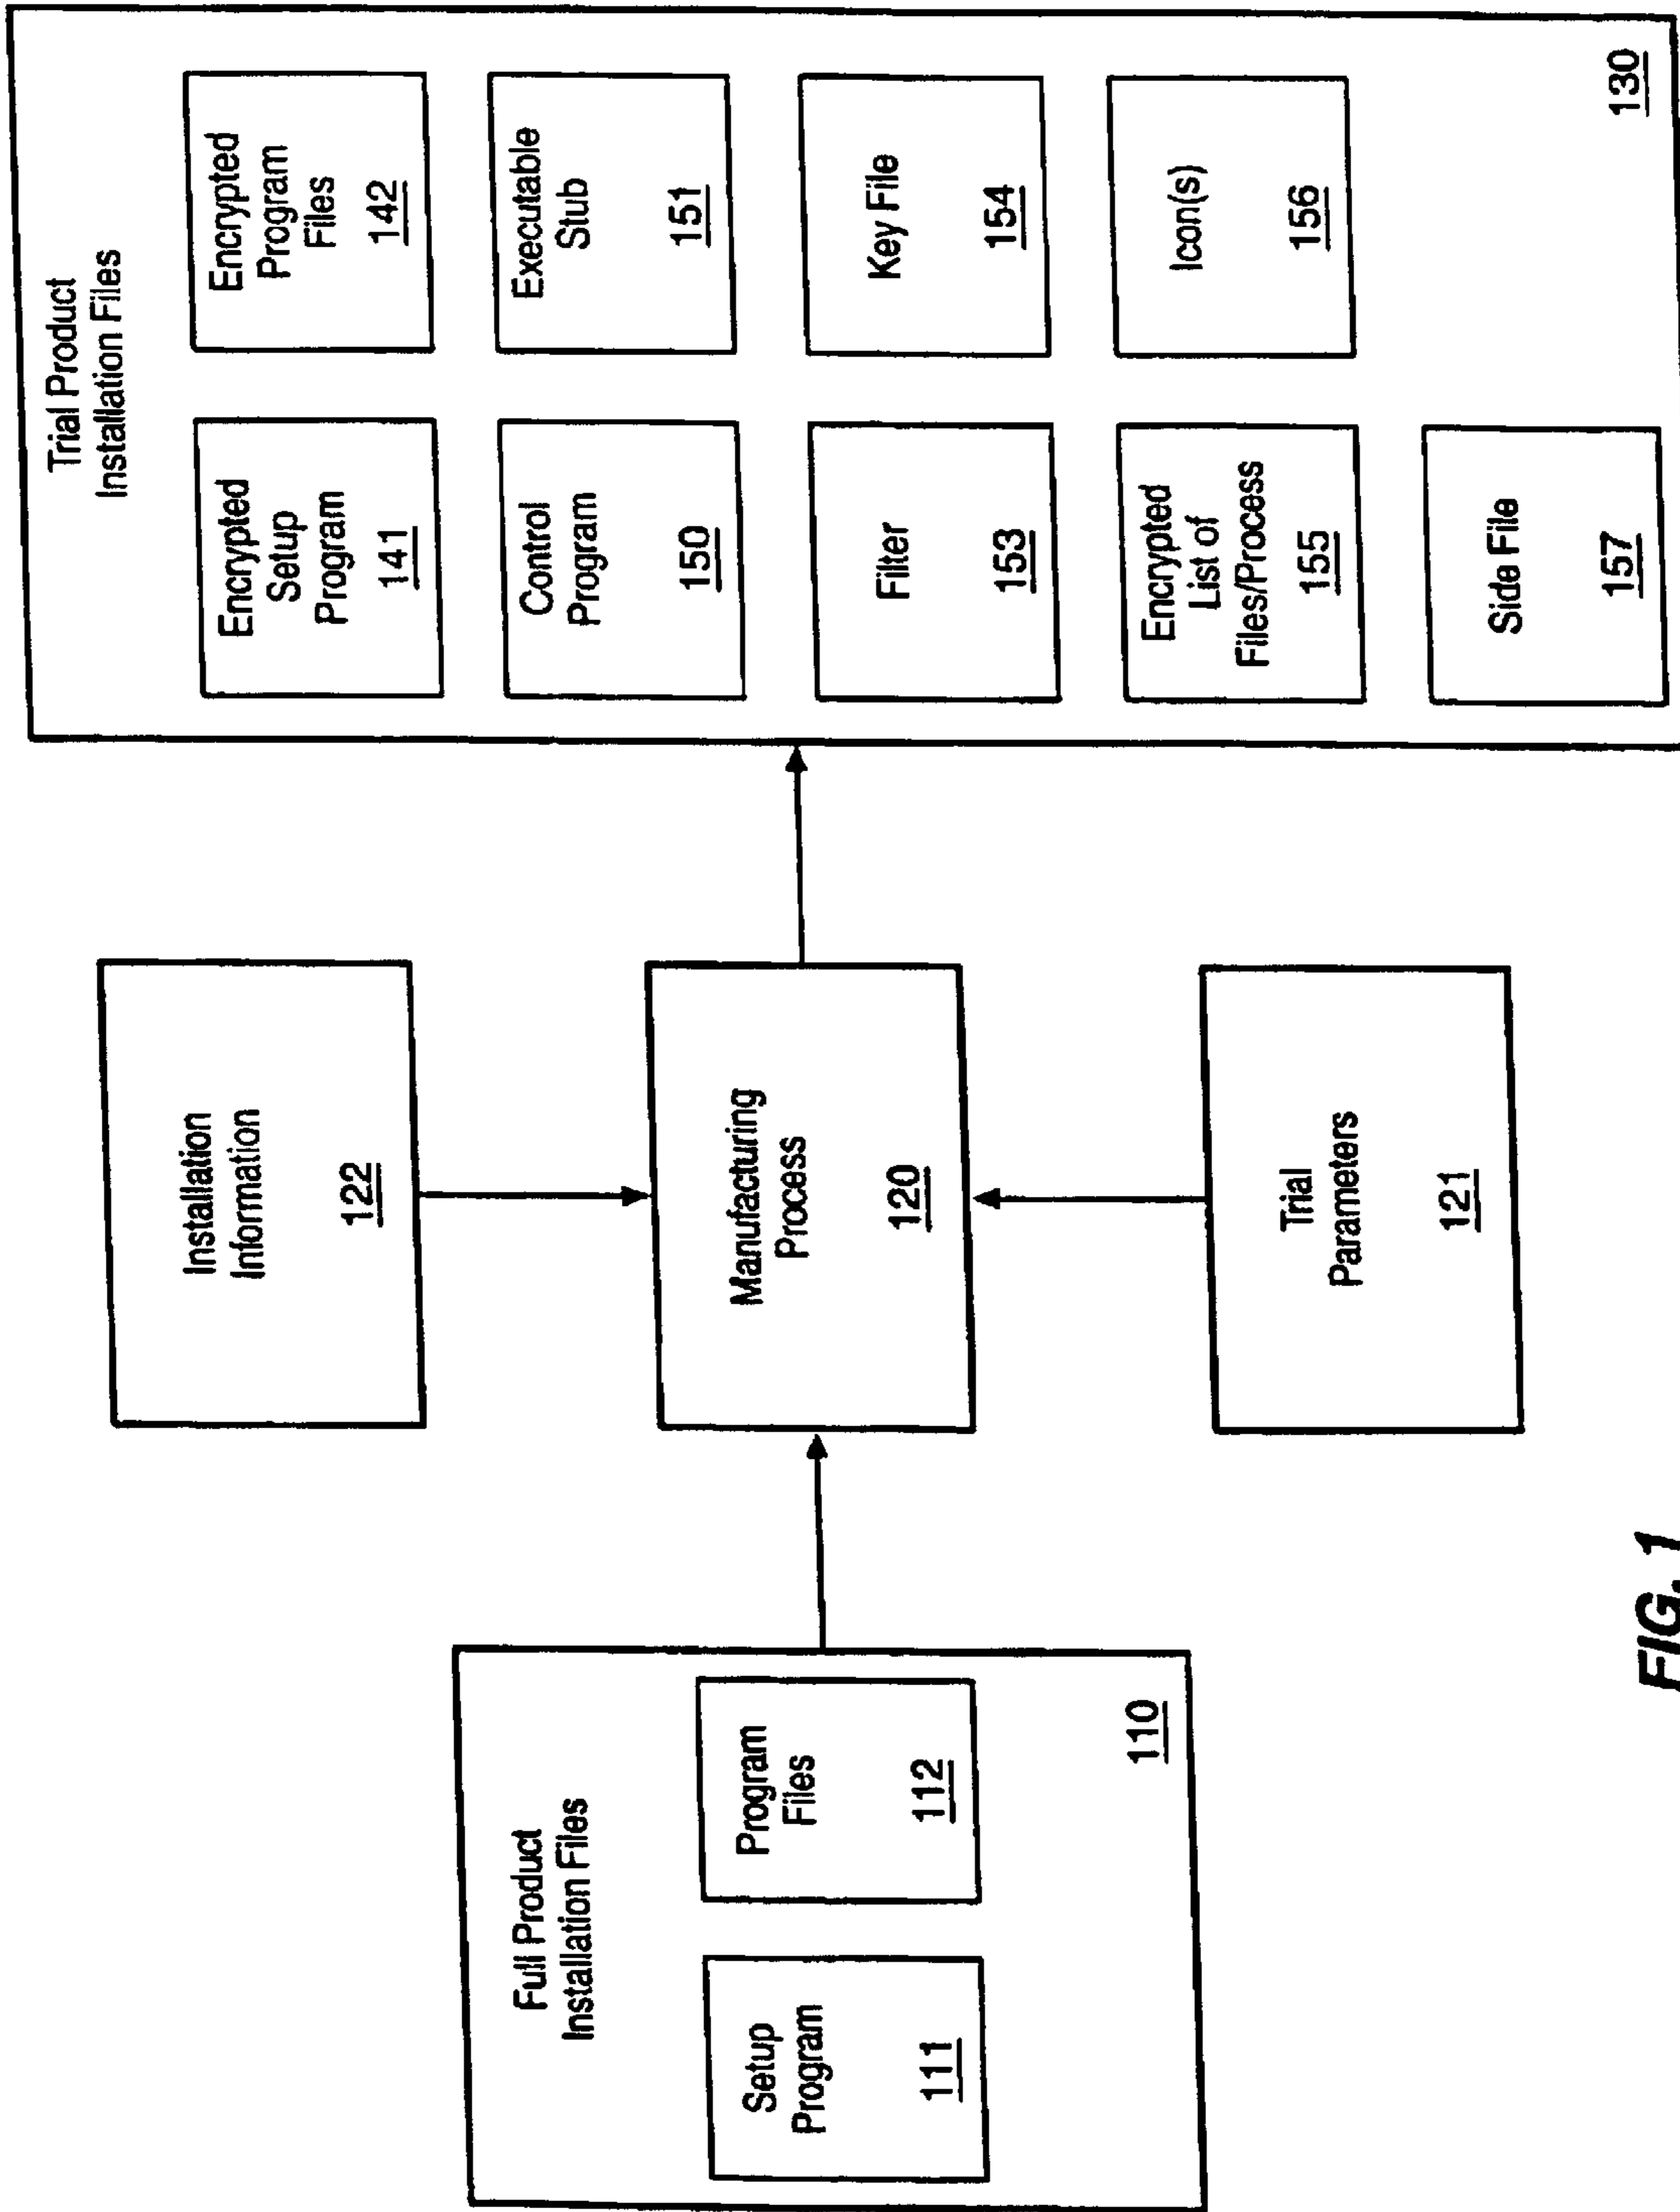 Full Product
Installation Files
Setup
Program
111
Program
Files
112
110
Installation
Information
122
Manufacturing
Process
120
Trial
Parameters
121
Trial Product
Installation Files
Encrypted
Setup
Program
141
Encrypted
Program
Files
142
Control
Program
150
Executable
Stub
151
Filter
153
Key File
154
Encrypted
List of
Files/Process
155
Icon(s)
156
Side File
157
130
FIG. 1